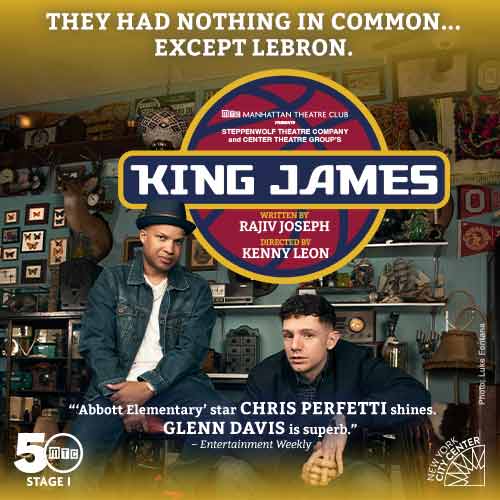 THEY HAD NOTHING IN COMMON...
EXCEPT LEBRON.
MTC MANHATTAN THEATRE CLUB
PRESENTS
STEPPENWOLF THEATRE COMPANY
and CENTER THEATRE GROUP'S
KING JAMES
WRITTEN BY
RAJIV JOSEPH
DIRECTED BY
KENNY LEON
“‘Abbott Elementary’ star CHRIS PERFETTI shines.
GLENN DAVIS is superb.”
– Entertainment Weekly
50
MTC
STAGE I
NEW YORK
CITY CENTER
Photo: Luke Fontana